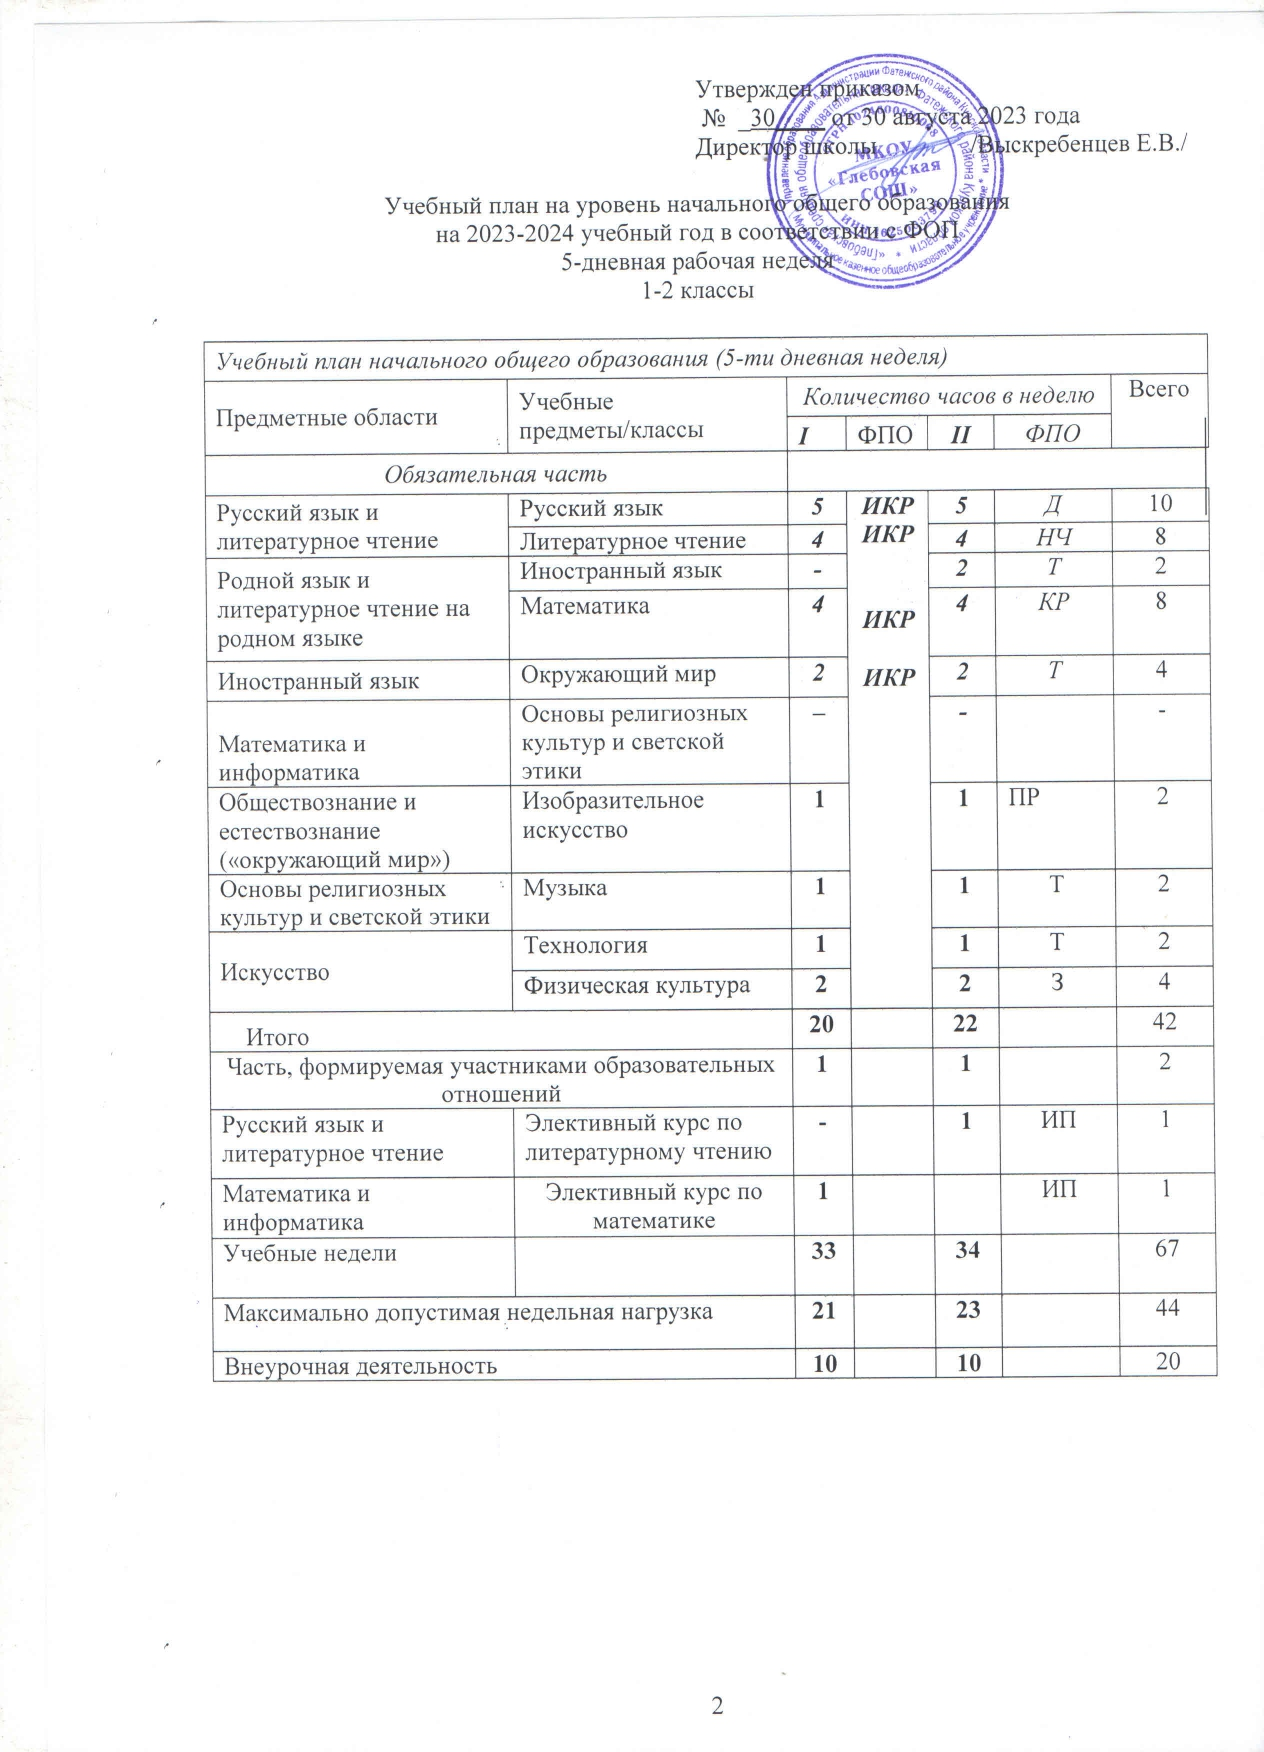 Утвержден приказом
№ _30____ от 30 августа 2023 года
Директор школы /Выскребенцев Е.В./
МКОУ
«Глебовская
СОШ»
Учебный план на уровень начального общего образования
на 2023-2024 учебный год в соответствии с ФОП
5-дневная рабочая неделя
1-2 классы
Учебный план начального общего образования (5-ти дневная неделя)
Предметные области
Учебные
предметы/классы
Количество часов в неделю
Всего
I ФПО II ФПО
Обязательная часть
Русский язык и
литературное чтение
Русский язык 5 ИКР 5 Д 10
Литературное чтение 4 ИКР 4 НЧ 8
Родной язык и
литературное чтение на
родном языке
Иностранный язык - 2 Т 2
Математика 4 ИКР 4 КР 8
Иностранный язык Окружающий мир 2 ИКР 2 Т 4
Математика и
информатика
Основы религиозных
культур и светской
этики
– - -
Обществознание и
естествознание
(«окружающий мир»)
Изобразительное
искусство
1 1 ПР 2
Основы религиозных
культур и светской этики
Музыка 1 1 Т 2
Искусство
Технология 1 1 Т 2
Физическая культура 2 2 З 4
Итого 20 22 42
Часть, формируемая участниками образовательных
отношений
1 1 2
Русский язык и
литературное чтение
Элективный курс по
литературному чтению
- 1 ИП 1
Математика и
информатика
Элективный курс по
математике
1 ИП 1
Учебные недели 33 34 67
Максимально допустимая недельная нагрузка 21 23 44
Внеурочная деятельность 10 10 20
2